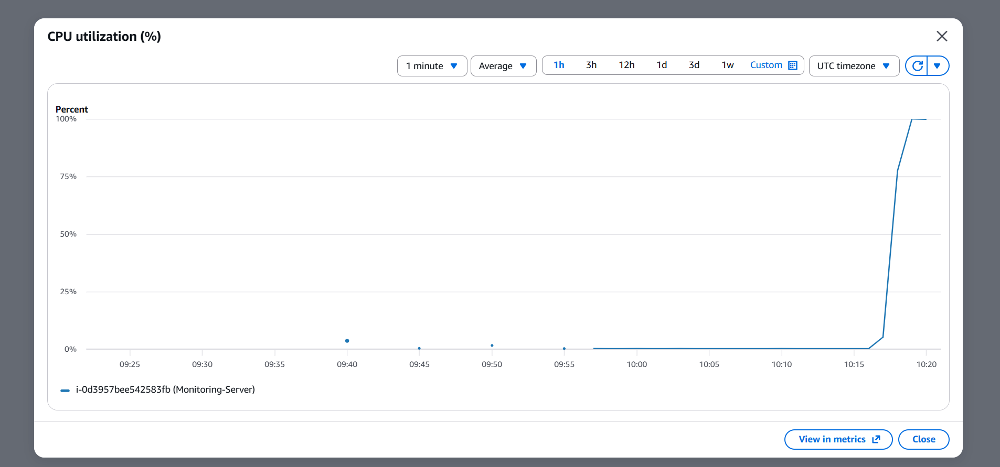 CPU utilization (%)
1 minute Average 1h 3h 12h 1d 3d 1w Custom UTC timezone
Percent
100%
75%
50%
25%
0%
09:25 09:30 09:35 09:40 09:45 09:50 09:55 10:00 10:05 10:10 10:15 10:20
i-0d3957bee542583fb (Monitoring-Server)
View in metrics Close